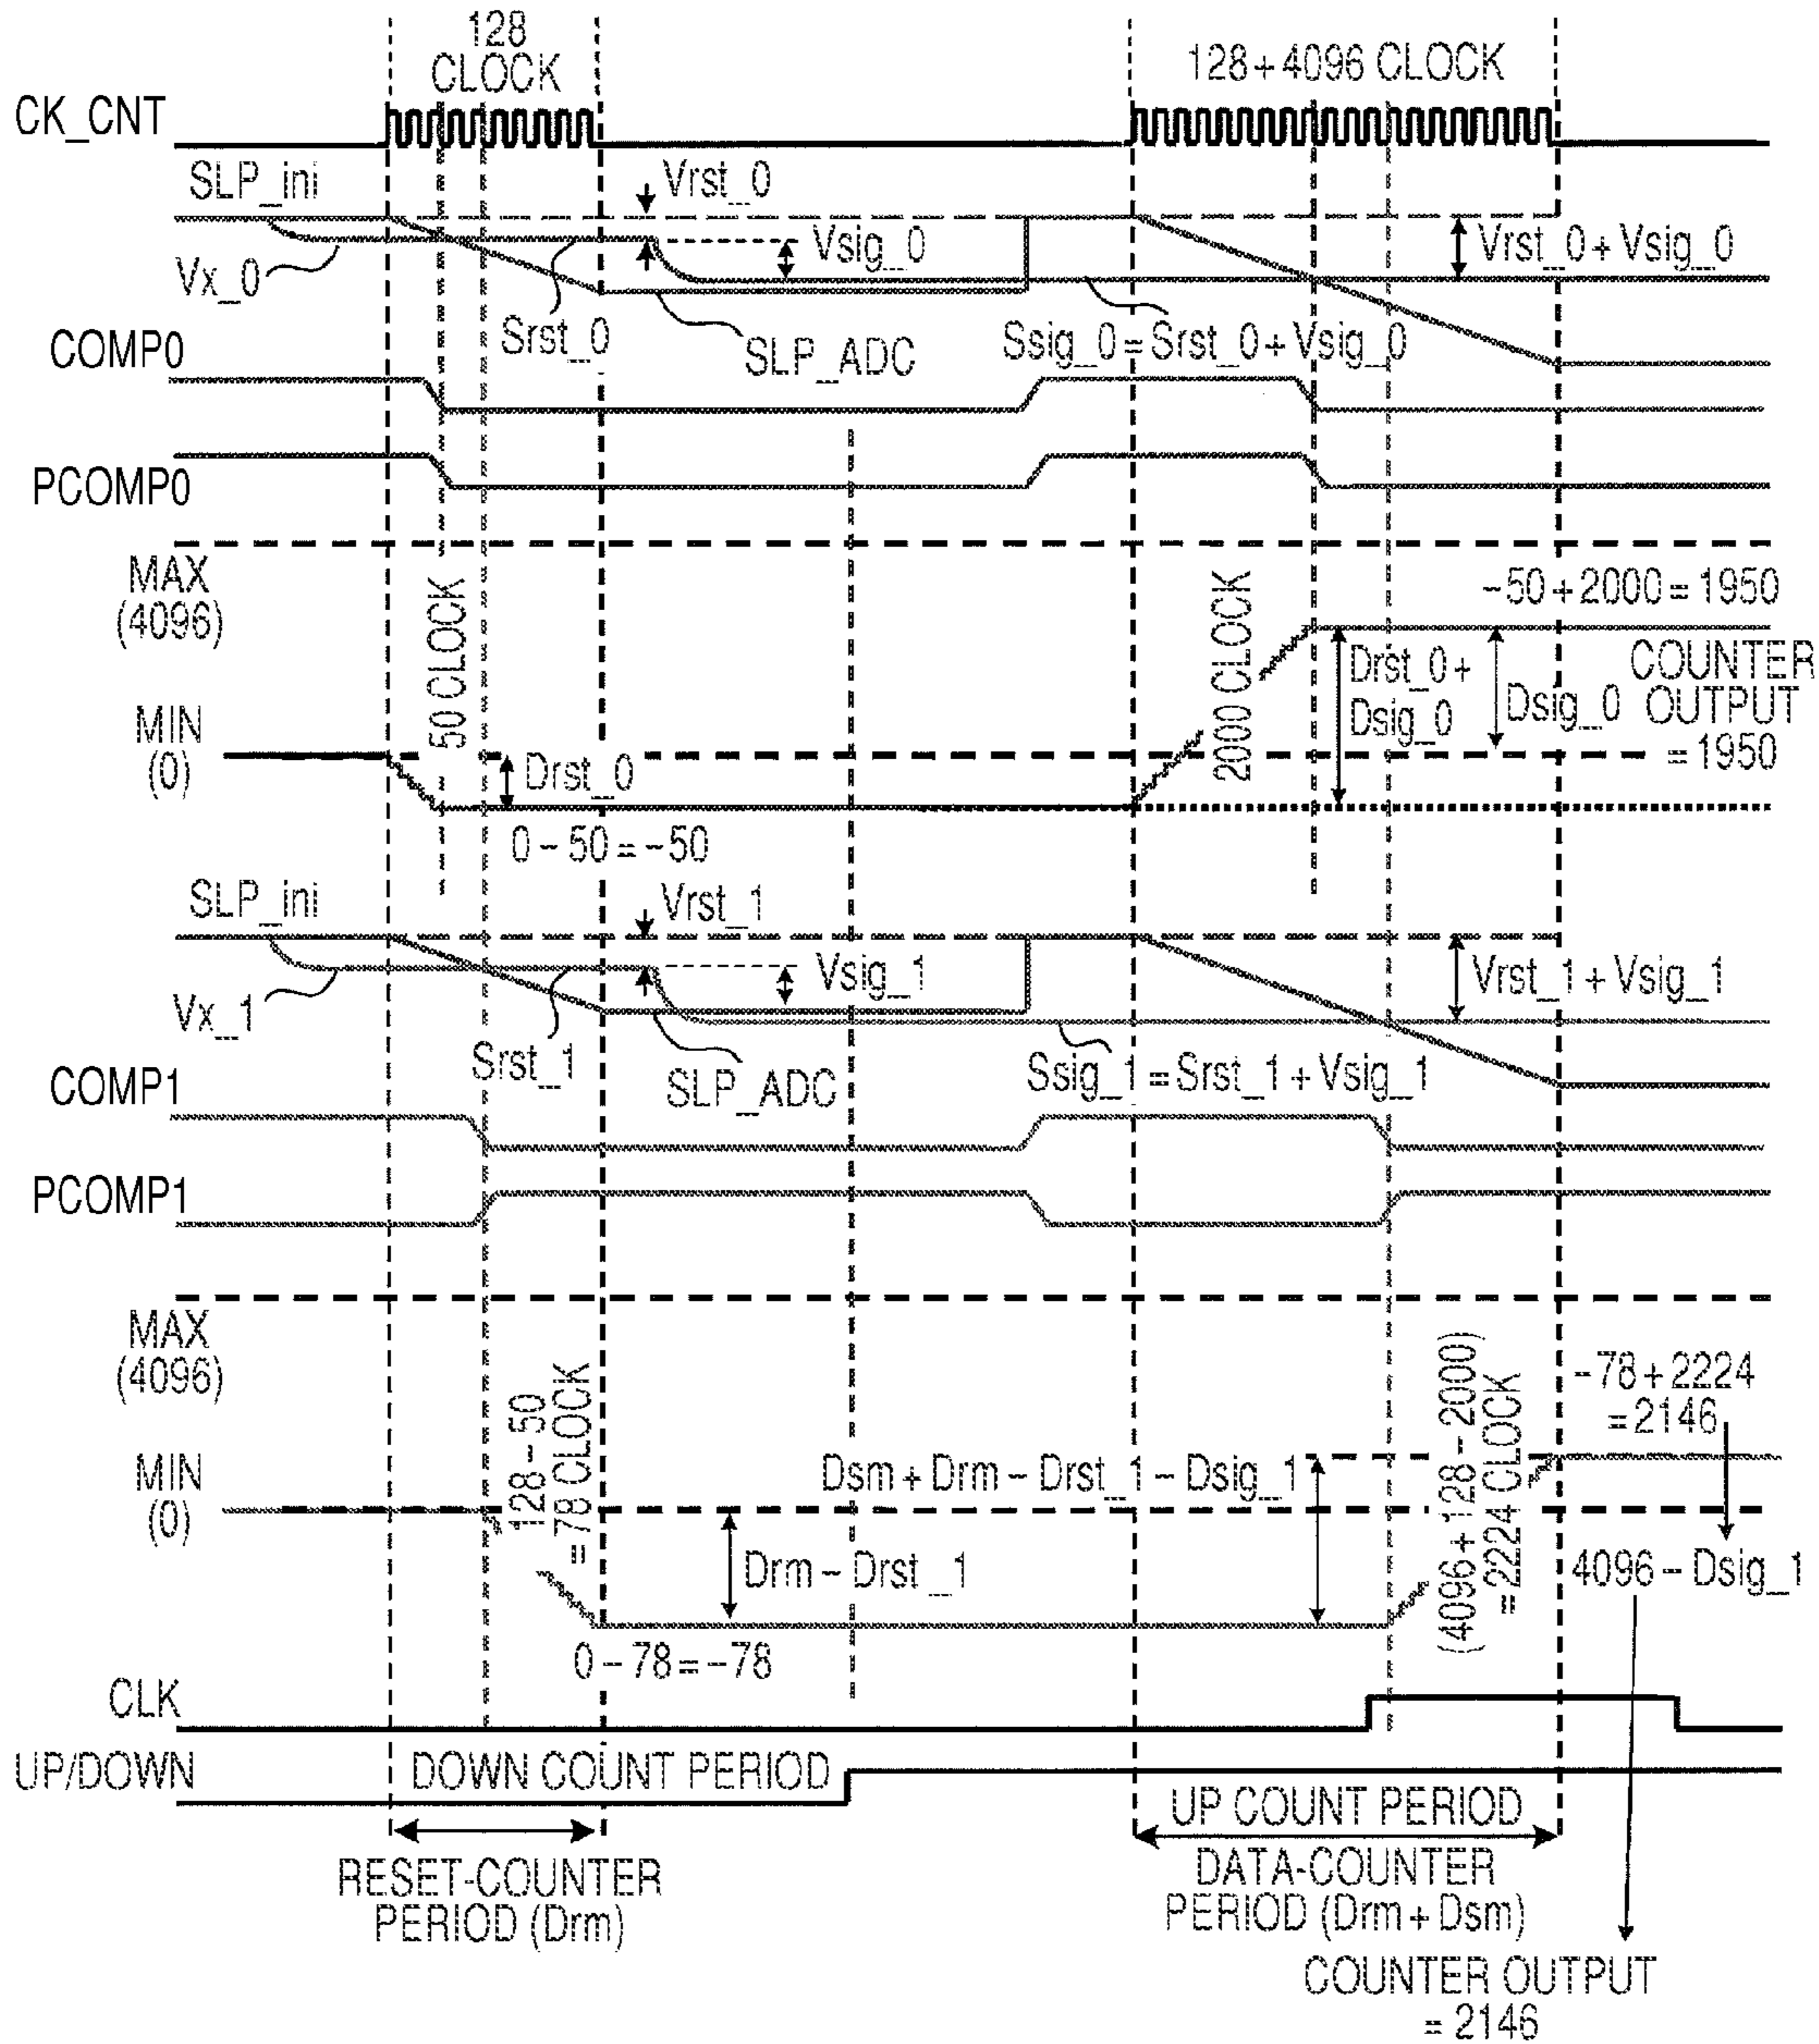 128
CLOCK
128+4096 CLOCK
CK_CNT
SLP_ini
Vrst_0
Vsig_0
Vrst_0+Vsig_0
Vx_0
Srst_0
SLP_ADC
Ssig_0=Srst_0+Vsig_0
COMP0
PCOMP0
MAX
(4096)
50 CLOCK
2000 CLOCK
-50+2000=1950
Drst_0+
Dsig_0
Dsig_0
COUNTER
OUTPUT
=1950
MIN
(0)
Drst_0
0-50=-50
SLP_ini
Vrst_1
Vsig_1
Vrst_1+Vsig_1
Vx_1
Srst_1
SLP_ADC
Ssig_1=Srst_1+Vsig_1
COMP1
PCOMP1
MAX
(4096)
128-50
=78 CLOCK
(4096+128-2000)
=2224 CLOCK
-78+2224
=2146
MIN
(0)
Dsm+Drm-Drst_1-Dsig_1
Drm-Drst_1
4096-Dsig_1
0-78=-78
CLK
UP/DOWN
DOWN COUNT PERIOD
UP COUNT PERIOD
RESET-COUNTER
PERIOD (Drm)
DATA-COUNTER
PERIOD (Drm+Dsm)
COUNTER OUTPUT
=2146